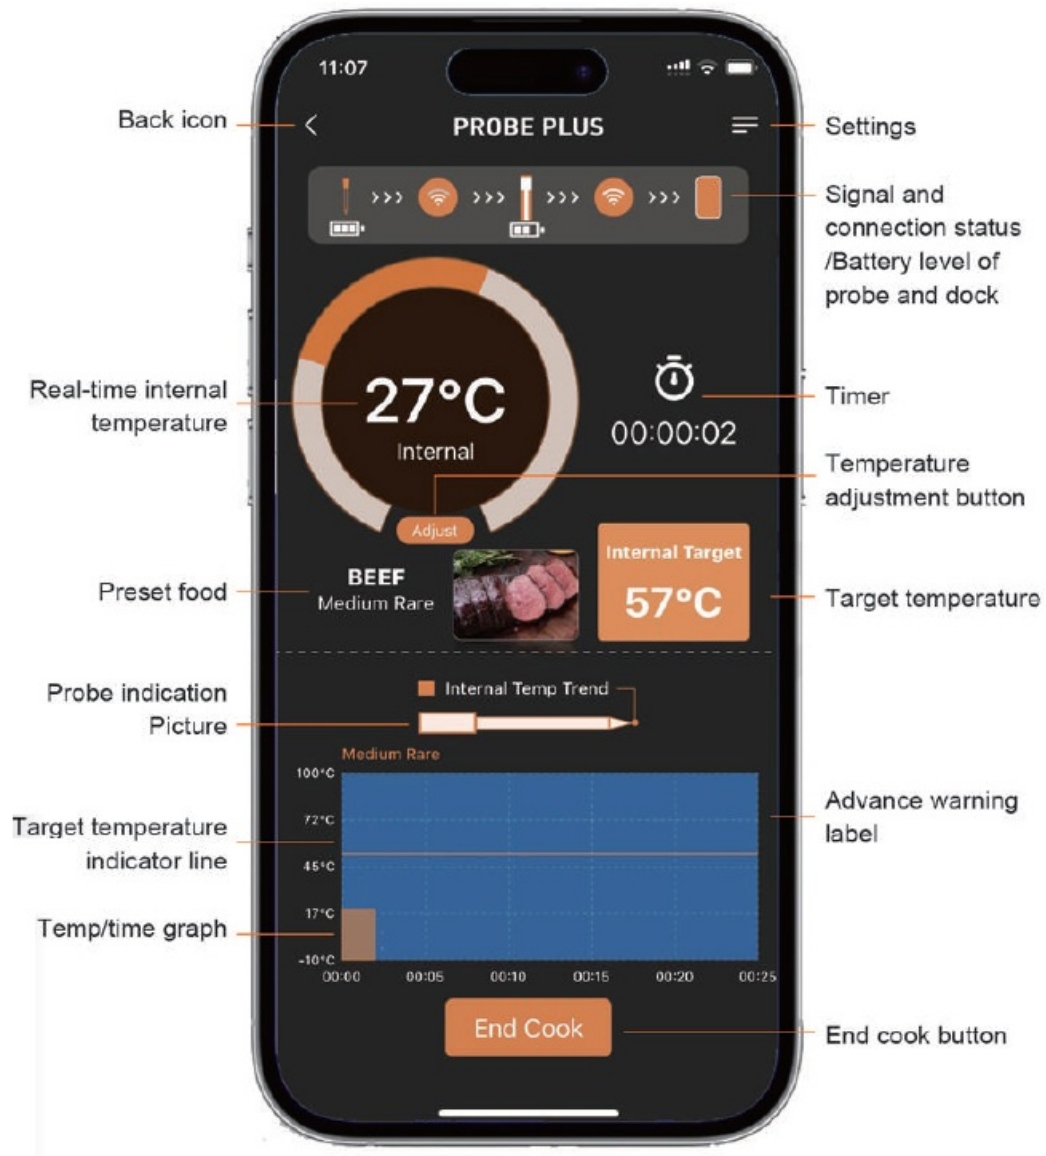 11:07
Back icon
PROBE PLUS
Settings
Signal and
connection status
/Battery level of
probe and dock
Real-time internal
temperature
27°C
Internal
Timer
00:00:02
Temperature
adjustment button
Adjust
Preset food
BEEF
Medium Rare
Internal Target
57°C
Target temperature
Probe indication
Picture
Internal Temp Trend
Medium Rare
100°C
72°C
45°C
17°C
-10°C
00:00
00:05
00:10
00:15
00:20
00:25
Advance warning
label
Target temperature
indicator line
Temp/time graph
End Cook
End cook button